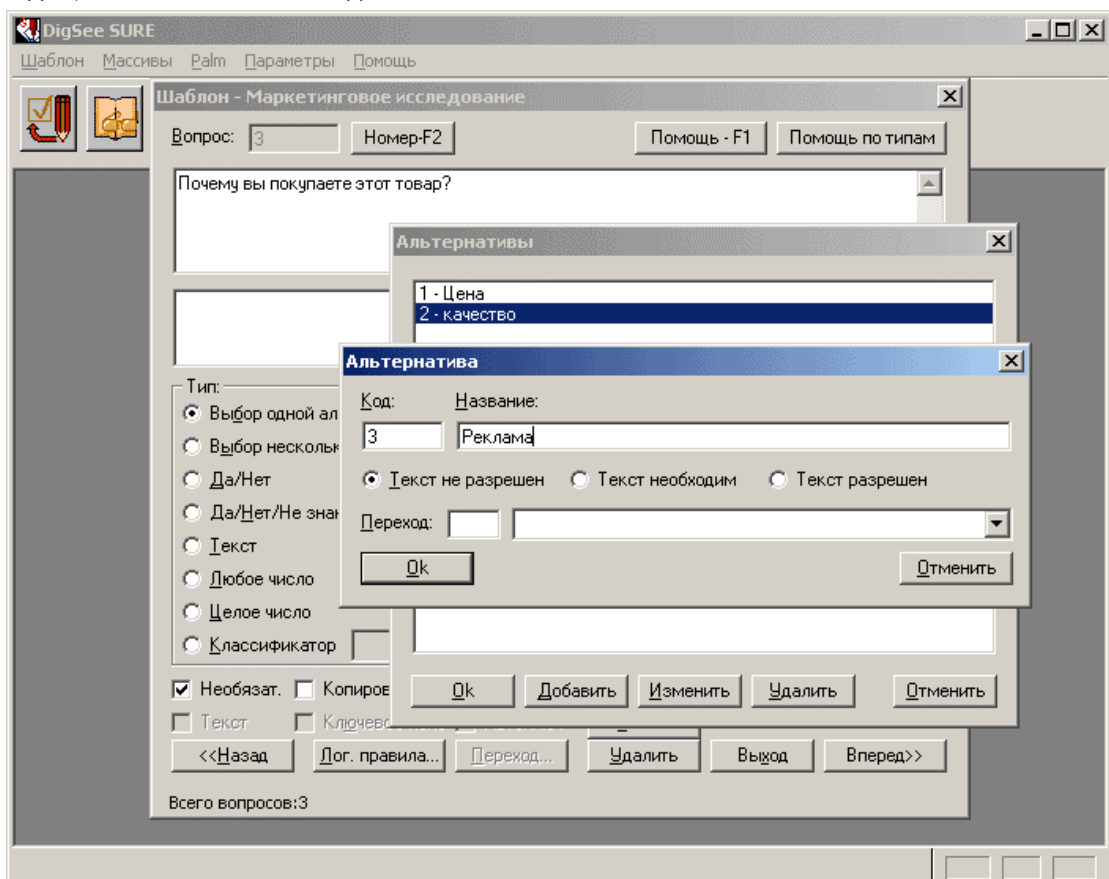 DigSee SURE
Шаблон Массивы Palm Параметры Помощь
Шаблон - Маркетинговое исследование
Вопрос: 3 Номер-F2 Помощь - F1 Помощь по типам
Почему вы покупаете этот товар?
Альтернативы
1 - Цена
2 - качество
Альтернатива
Код: Название:
3 Реклама
Текст не разрешен Текст необходим Текст разрешен
Переход:
Ok Отменить
Тип:
Выбор одной ал
Выбор нескольк
Да/Нет
Да/Нет/Не зна
Текст
Любое число
Целое число
Классификатор
Необязат. Копиров
Ok Добавить Изменить Удалить Отменить
Текст Ключев
<<Назад Лог. правила... Переход... Удалить Выход Вперед>>
Всего вопросов:3